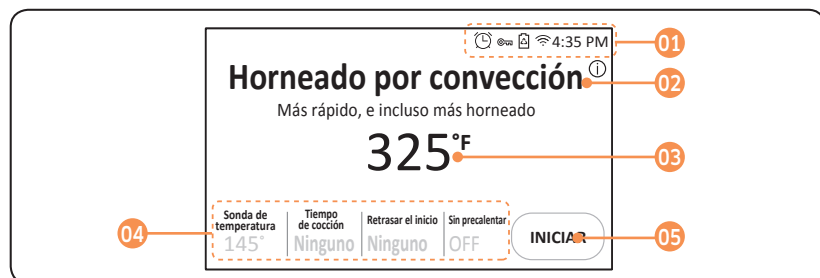 4:35 PM
01
Horneado por convección
02
Más rápido, e incluso más horneado
325°F
03
04
Sonda de temperatura
145°
Tiempo de cocción
Ninguno
Retrasar el inicio
Ninguno
Sin precalentar
OFF
INICIAR
05